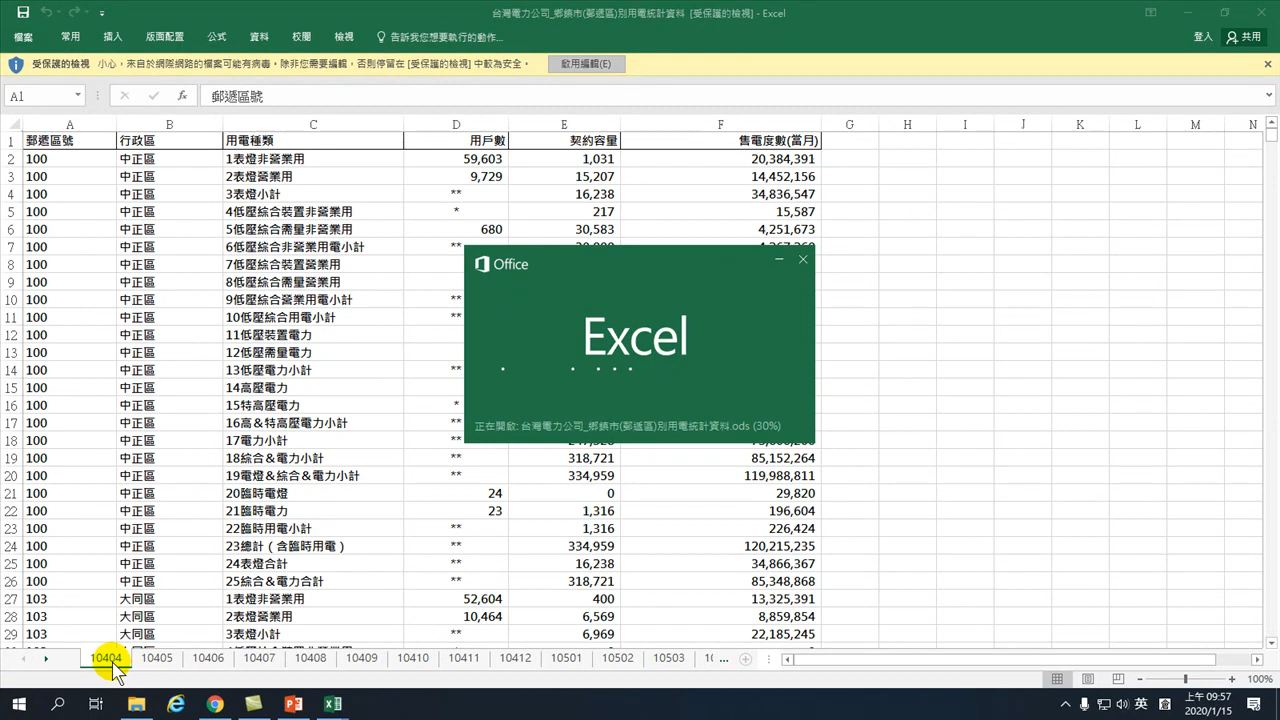 台灣電力公司_鄉鎮市(郵遞區)別用電統計資料 [受保護的檢視] - Excel
檔案 常用 插入 版面配置 公式 資料 校閱 檢視 告訴我您想要執行的動作... 登入 共用
受保護的檢視 小心，來自於網際網路的檔案可能有病毒。除非您需要編輯，否則停留在 [受保護的檢視] 中較為安全。 啟用編輯(E)
A1 fx 郵遞區號
A B C D E F G H I J K L M N
1 郵遞區號 行政區 用電種類 用戶數 契約容量 售電度數(當月)
2 100 中正區 1表燈非營業用 59,603 1,031 20,384,391
3 100 中正區 2表燈營業用 9,729 15,207 14,452,156
4 100 中正區 3表燈小計 ** 16,238 34,836,547
5 100 中正區 4低壓綜合裝置非營業用 * 217 15,587
6 100 中正區 5低壓綜合需量非營業用 680 30,583 4,251,673
7 100 中正區 6低壓綜合非營業用電小計 **
8 100 中正區 7低壓綜合裝置營業用
9 100 中正區 8低壓綜合需量營業用
10 100 中正區 9低壓綜合營業用電小計 **
11 100 中正區 10低壓綜合用電小計 **
12 100 中正區 11低壓裝置電力
13 100 中正區 12低壓需量電力
14 100 中正區 13低壓電力小計 **
15 100 中正區 14高壓電力
16 100 中正區 15特高壓電力 *
17 100 中正區 16高＆特高壓電力小計 **
18 100 中正區 17電力小計 **
19 100 中正區 18綜合＆電力小計 ** 318,721 85,152,264
20 100 中正區 19電燈＆綜合＆電力小計 ** 334,959 119,988,811
21 100 中正區 20臨時電燈 24 0 29,820
22 100 中正區 21臨時電力 23 1,316 196,604
23 100 中正區 22臨時用電小計 ** 1,316 226,424
24 100 中正區 23總計（含臨時用電） ** 334,959 120,215,235
25 100 中正區 24表燈合計 ** 16,238 34,866,367
26 100 中正區 25綜合＆電力合計 ** 318,721 85,348,868
27 103 大同區 1表燈非營業用 52,604 400 13,325,391
28 103 大同區 2表燈營業用 10,464 6,569 8,859,854
29 103 大同區 3表燈小計 ** 6,969 22,185,245
Office
Excel
正在開啟: 台灣電力公司_鄉鎮市(郵遞區)別用電統計資料.ods (30%)
10404 10405 10406 10407 10408 10409 10410 10411 10412 10501 10502 10503 ...
100%
英
上午 09:57
2020/1/15